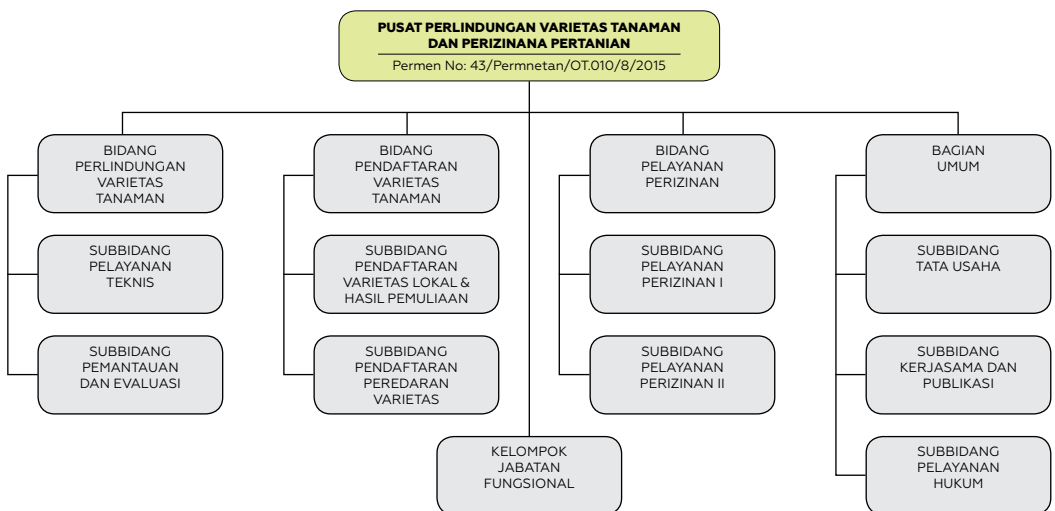 PUSAT PERLINDUNGAN VARIETAS TANAMAN
DAN PERIZINANA PERTANIAN
Permen No: 43/Permnetan/OT.010/8/2015
BIDANG
PERLINDUNGAN
VARIETAS
TANAMAN
SUBBIDANG
PELAYANAN
TEKNIS
SUBBIDANG
PEMANTAUAN
DAN EVALUASI
BIDANG
PENDAFTARAN
VARIETAS
TANAMAN
SUBBIDANG
PENDAFTARAN
VARIETAS LOKAL &
HASIL PEMULIAAN
SUBBIDANG
PENDAFTARAN
PEREDARAN
VARIETAS
BIDANG
PELAYANAN
PERIZINAN
SUBBIDANG
PELAYANAN
PERIZINAN I
SUBBIDANG
PELAYANAN
PERIZINAN II
BAGIAN
UMUM
SUBBIDANG
TATA USAHA
SUBBIDANG
KERJASAMA DAN
PUBLIKASI
SUBBIDANG
PELAYANAN
HUKUM
KELOMPOK
JABATAN
FUNGSIONAL